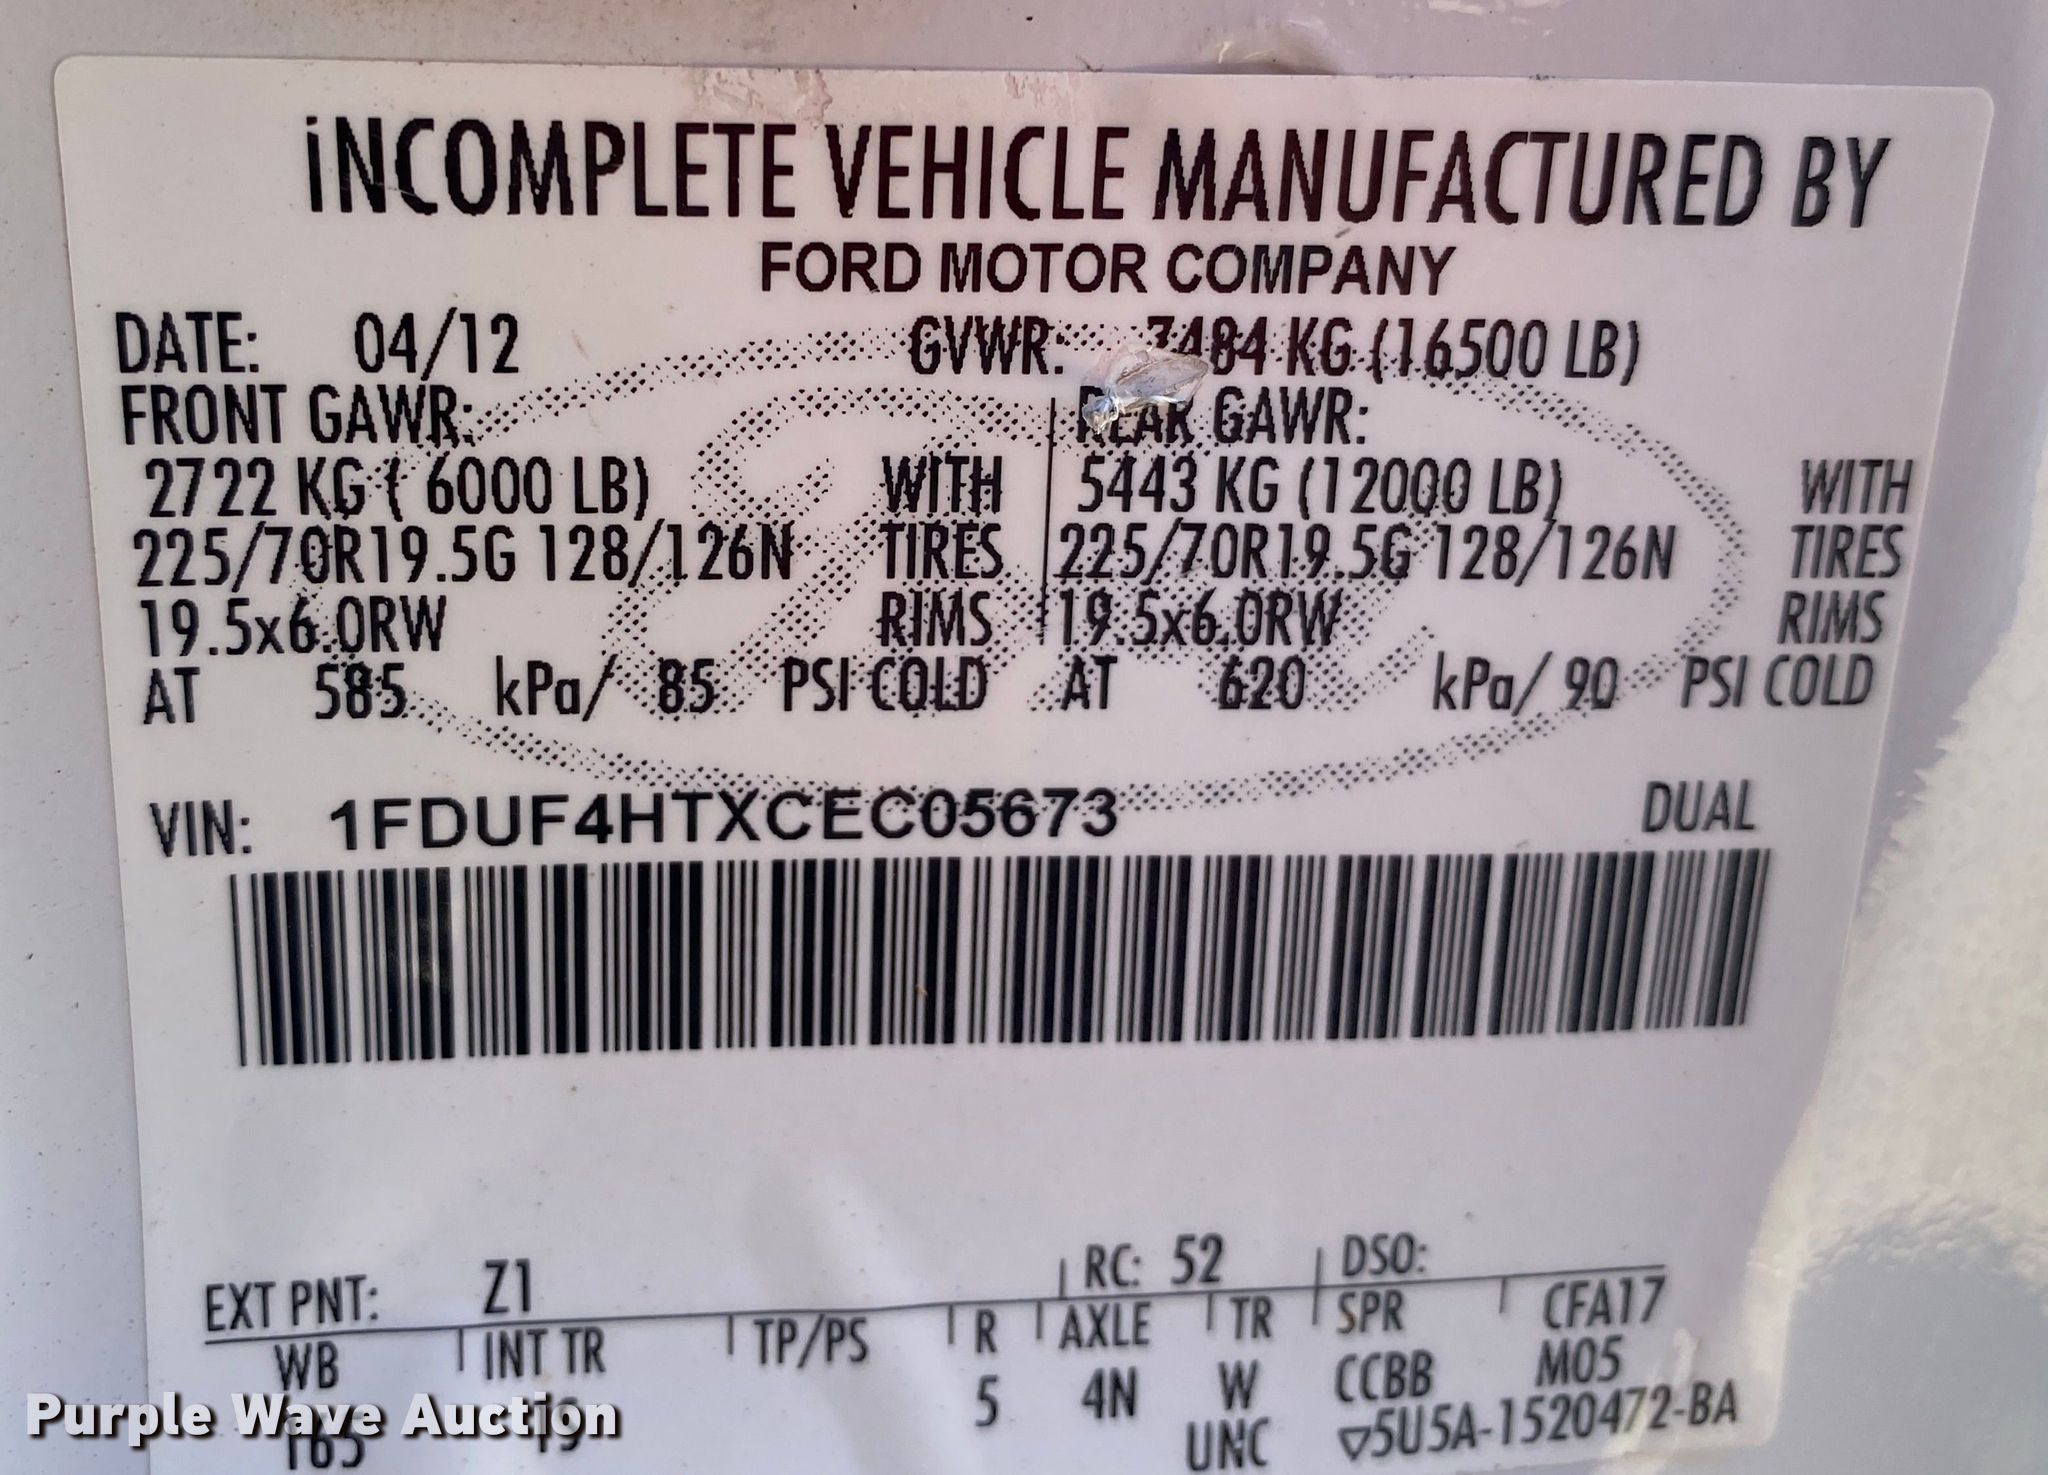 iNCOMPLETE VEHICLE MANUFACTURED BY
FORD MOTOR COMPANY
DATE: 04/12 GVWR: 7484 KG (16500 LB)
FRONT GAWR: REAR GAWR:
2722 KG ( 6000 LB) WITH 5443 KG (12000 LB) WITH
225/70R19.5G 128/126N TIRES 225/70R19.5G 128/126N TIRES
19.5x6.0RW RIMS 19.5x6.0RW RIMS
AT 585 kPa/ 85 PSI COLD AT 620 kPa/ 90 PSI COLD
VIN: 1FDUF4HTXCEC05673 DUAL
EXT PNT: Z1 RC: 52 DSO:
WB INT TR TP/PS R AXLE TR SPR CFA17
165 19 5 4N W CCBB M05
UNC ▽5U5A-1520472-BA
Purple Wave Auction